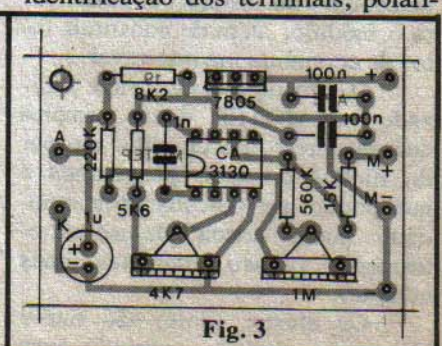 identificação dos terminais, polari-
8K2
7805
100n
+
A
1n
100n
220K
CA
3130
M
+
K
1u
5K6
560K
15K
M-
+
-
4K7
1M
-
Fig. 3